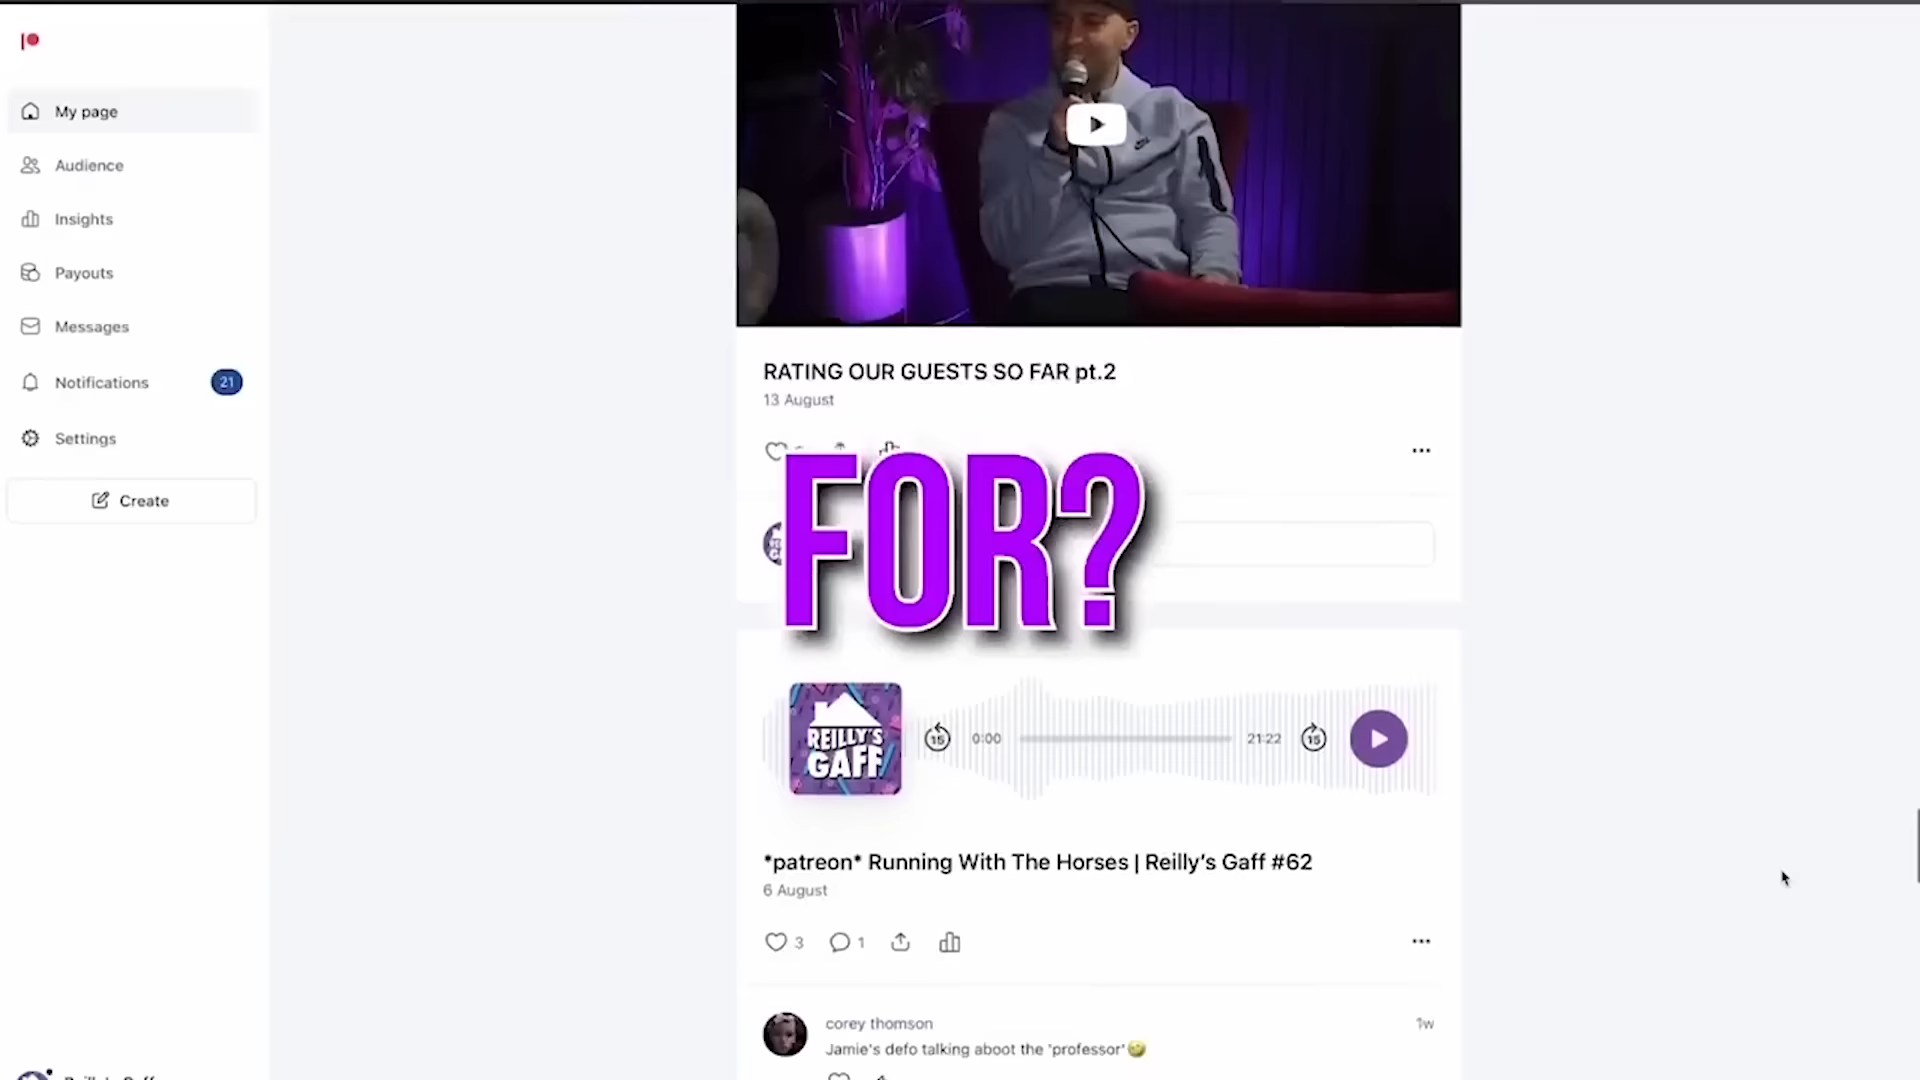 My page
Audience
Insights
Payouts
Messages
Notifications 21
Settings
Create
RATING OUR GUESTS SO FAR pt.2
13 August
FOR?
REILLY'S
GAFF
15 0:00 21:22 15
*patreon* Running With The Horses | Reilly's Gaff #62
6 August
3 1
corey thomson 1w
Jamie's defo talking aboot the 'professor'🤣